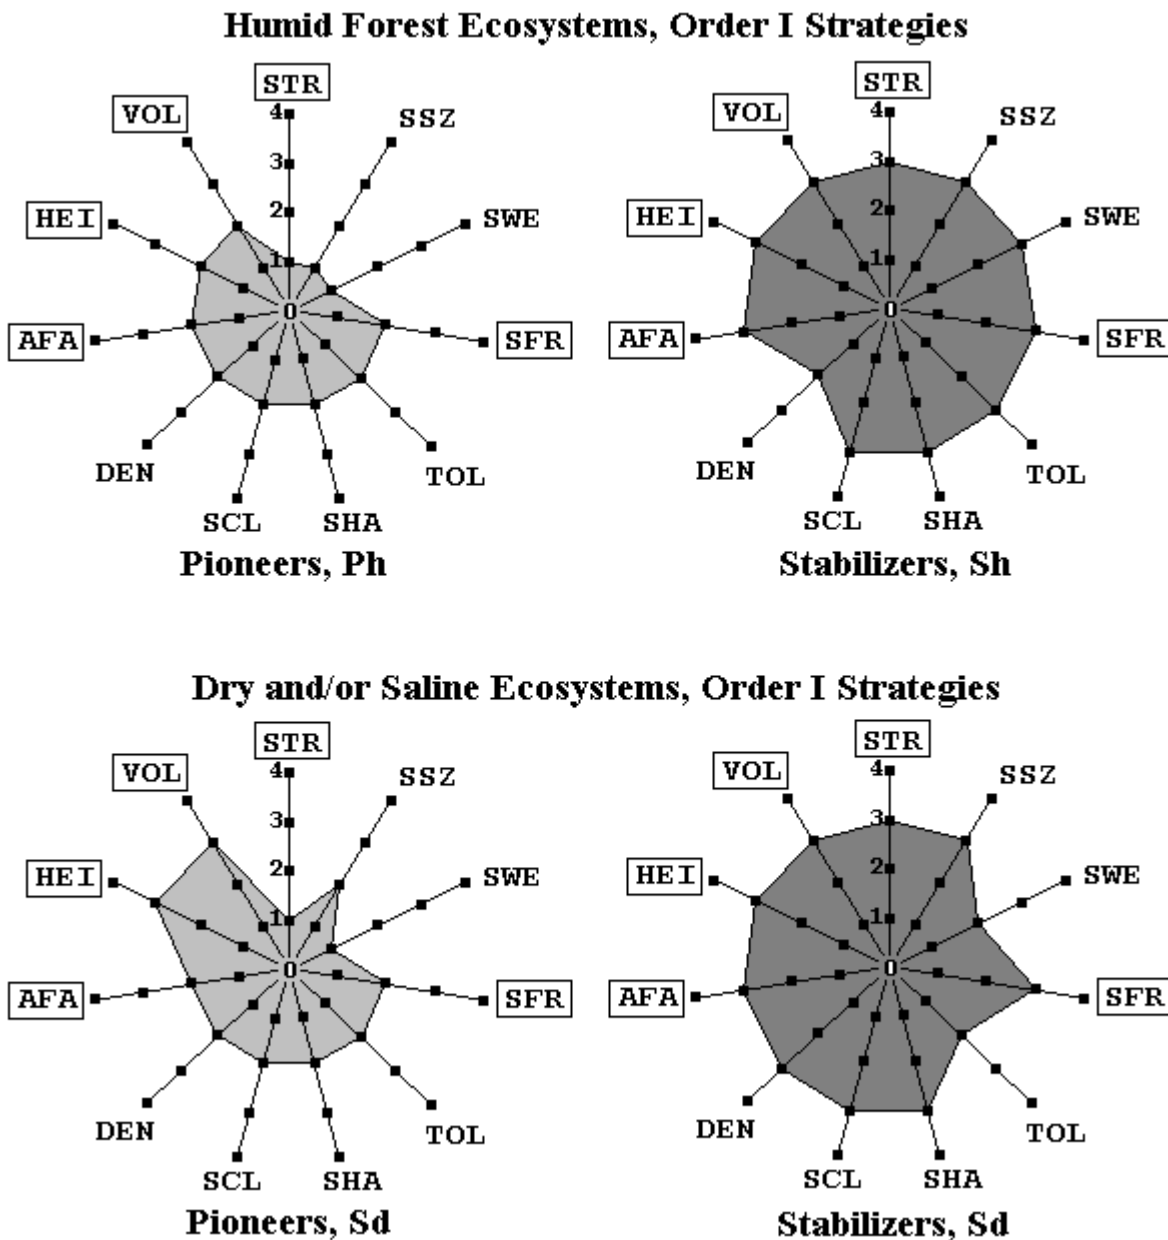 Humid Forest Ecosystems, Order I Strategies
STR
VOL
SSZ
HEI
SWE
AFA
SFR
DEN
TOL
SCL
SHA
4
3
2
1
0
Pioneers, Ph
STR
VOL
SSZ
HEI
SWE
AFA
SFR
DEN
TOL
SCL
SHA
4
3
2
1
0
Stabilizers, Sh
Dry and/or Saline Ecosystems, Order I Strategies
STR
VOL
SSZ
HEI
SWE
AFA
SFR
DEN
TOL
SCL
SHA
4
3
2
1
0
Pioneers, Sd
STR
VOL
SSZ
HEI
SWE
AFA
SFR
DEN
TOL
SCL
SHA
4
3
2
1
0
Stabilizers, Sd